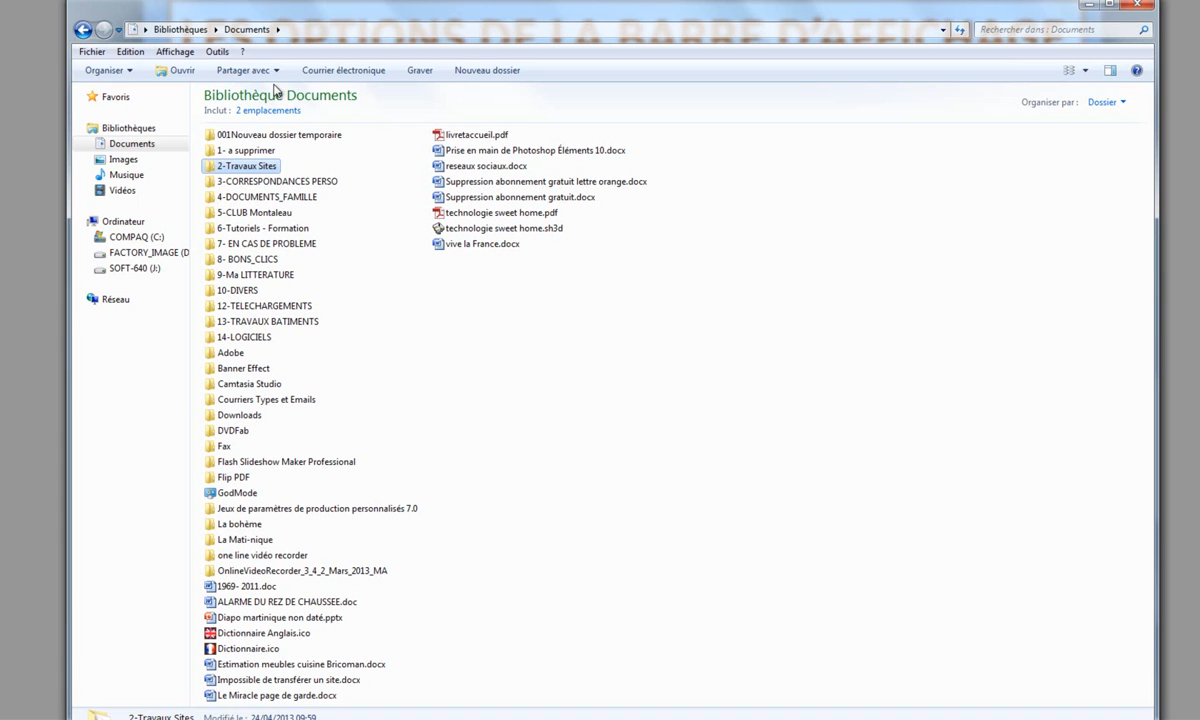 LES OPTIONS DE LA BARRE D'AFFICHAGE
Bibliothèques Documents
Rechercher dans : Documents
Fichier Edition Affichage Outils ?
Organiser Ouvrir Partager avec Courrier électronique Graver Nouveau dossier
Favoris
Bibliothèques
Documents
Images
Musique
Vidéos
Ordinateur
COMPAQ (C:)
FACTORY_IMAGE (D
SOFT-640 (J:)
Réseau
Bibliothèque Documents
Inclut : 2 emplacements
Organiser par : Dossier
001Nouveau dossier temporaire
1- a supprimer
2-Travaux Sites
3-CORRESPONDANCES PERSO
4-DOCUMENTS_FAMILLE
5-CLUB Montaleau
6-Tutoriels - Formation
7- EN CAS DE PROBLEME
8- BONS_CLICS
9-Ma LITTERATURE
10-DIVERS
12-TELECHARGEMENTS
13-TRAVAUX BATIMENTS
14-LOGICIELS
Adobe
Banner Effect
Camtasia Studio
Courriers Types et Emails
Downloads
DVDFab
Fax
Flash Slideshow Maker Professional
Flip PDF
GodMode
Jeux de paramètres de production personnalisés 7.0
La bohème
La Mati-nique
one line vidéo recorder
OnlineVideoRecorder_3_4_2_Mars_2013_MA
1969- 2011.doc
ALARME DU REZ DE CHAUSSEE.doc
Diapo martinique non daté.pptx
Dictionnaire Anglais.ico
Dictionnaire.ico
Estimation meubles cuisine Bricoman.docx
Impossible de transférer un site.docx
Le Miracle page de garde.docx
livretaccueil.pdf
Prise en main de Photoshop Éléments 10.docx
reseaux sociaux.docx
Suppression abonnement gratuit lettre orange.docx
Suppression abonnement gratuit.docx
technologie sweet home.pdf
technologie sweet home.sh3d
vive la France.docx
2-Travaux Sites Modifié le : 24/04/2013 09:59